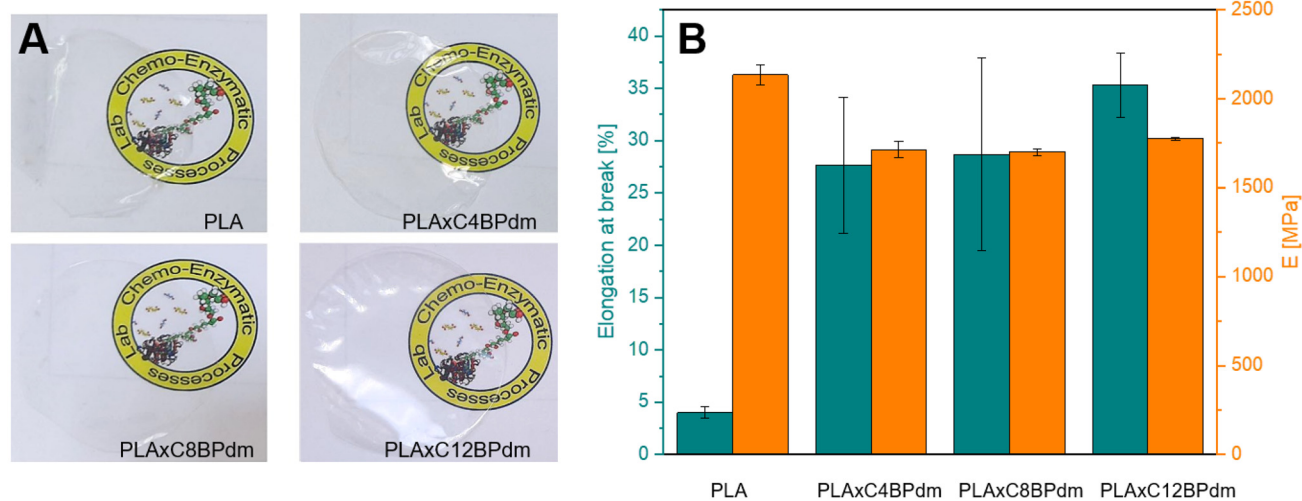 A
Chemo-Enzymatic
Processes
Lab
PLA
Chemo-Enzymatic
Processes
Lab
PLAxC4BPdm
Chemo-Enzymatic
Processes
Lab
PLAxC8BPdm
Chemo-Enzymatic
Processes
Lab
PLAxC12BPdm
B
Elongation at break [%]
40
35
30
25
20
15
10
5
0
2500
2000
1500
1000
500
0
E [MPa]
PLA
PLAxC4BPdm
PLAxC8BPdm
PLAxC12BPdm